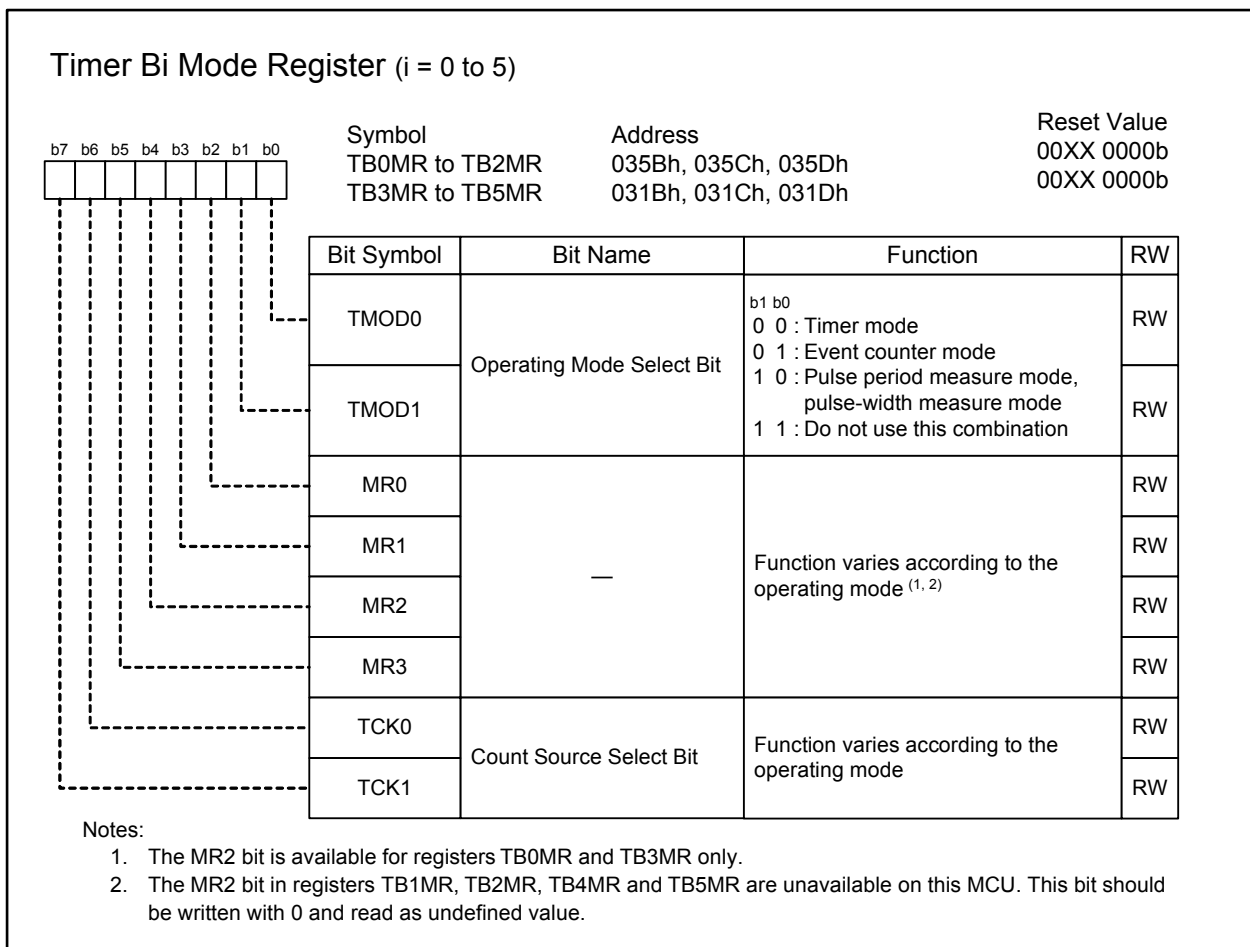 Timer Bi Mode Register (i = 0 to 5)
b7 b6 b5 b4 b3 b2 b1 b0
Symbol Address Reset Value
TB0MR to TB2MR 035Bh, 035Ch, 035Dh 00XX 0000b
TB3MR to TB5MR 031Bh, 031Ch, 031Dh 00XX 0000b
Bit Symbol Bit Name Function RW
TMOD0 RW
TMOD1 RW
Operating Mode Select Bit
b1 b0
0 0 : Timer mode
0 1 : Event counter mode
1 0 : Pulse period measure mode,
pulse-width measure mode
1 1 : Do not use this combination
MR0 RW
MR1 RW
MR2 RW
MR3 RW
—
Function varies according to the
operating mode (1, 2)
TCK0 RW
TCK1 RW
Count Source Select Bit
Function varies according to the
operating mode
Notes:
1. The MR2 bit is available for registers TB0MR and TB3MR only.
2. The MR2 bit in registers TB1MR, TB2MR, TB4MR and TB5MR are unavailable on this MCU. This bit should
be written with 0 and read as undefined value.